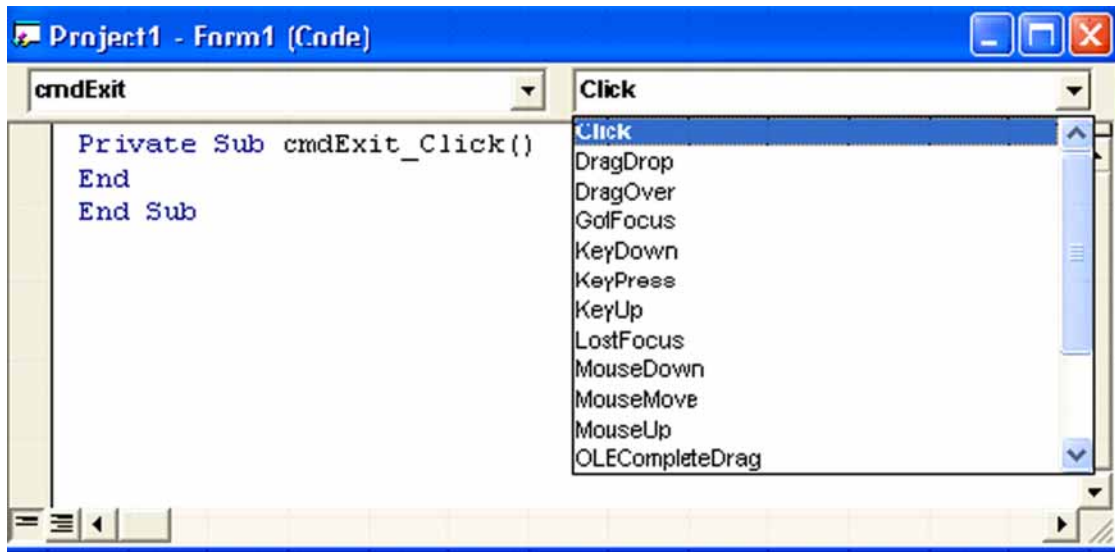 Project1 - Form1 (Code)
cmdExit
Click
Private Sub cmdExit_Click()
End
End Sub
Click
DragDrop
DragOver
GotFocus
KeyDown
KeyPress
KeyUp
LostFocus
MouseDown
MouseMove
MouseUp
OLECompleteDrag